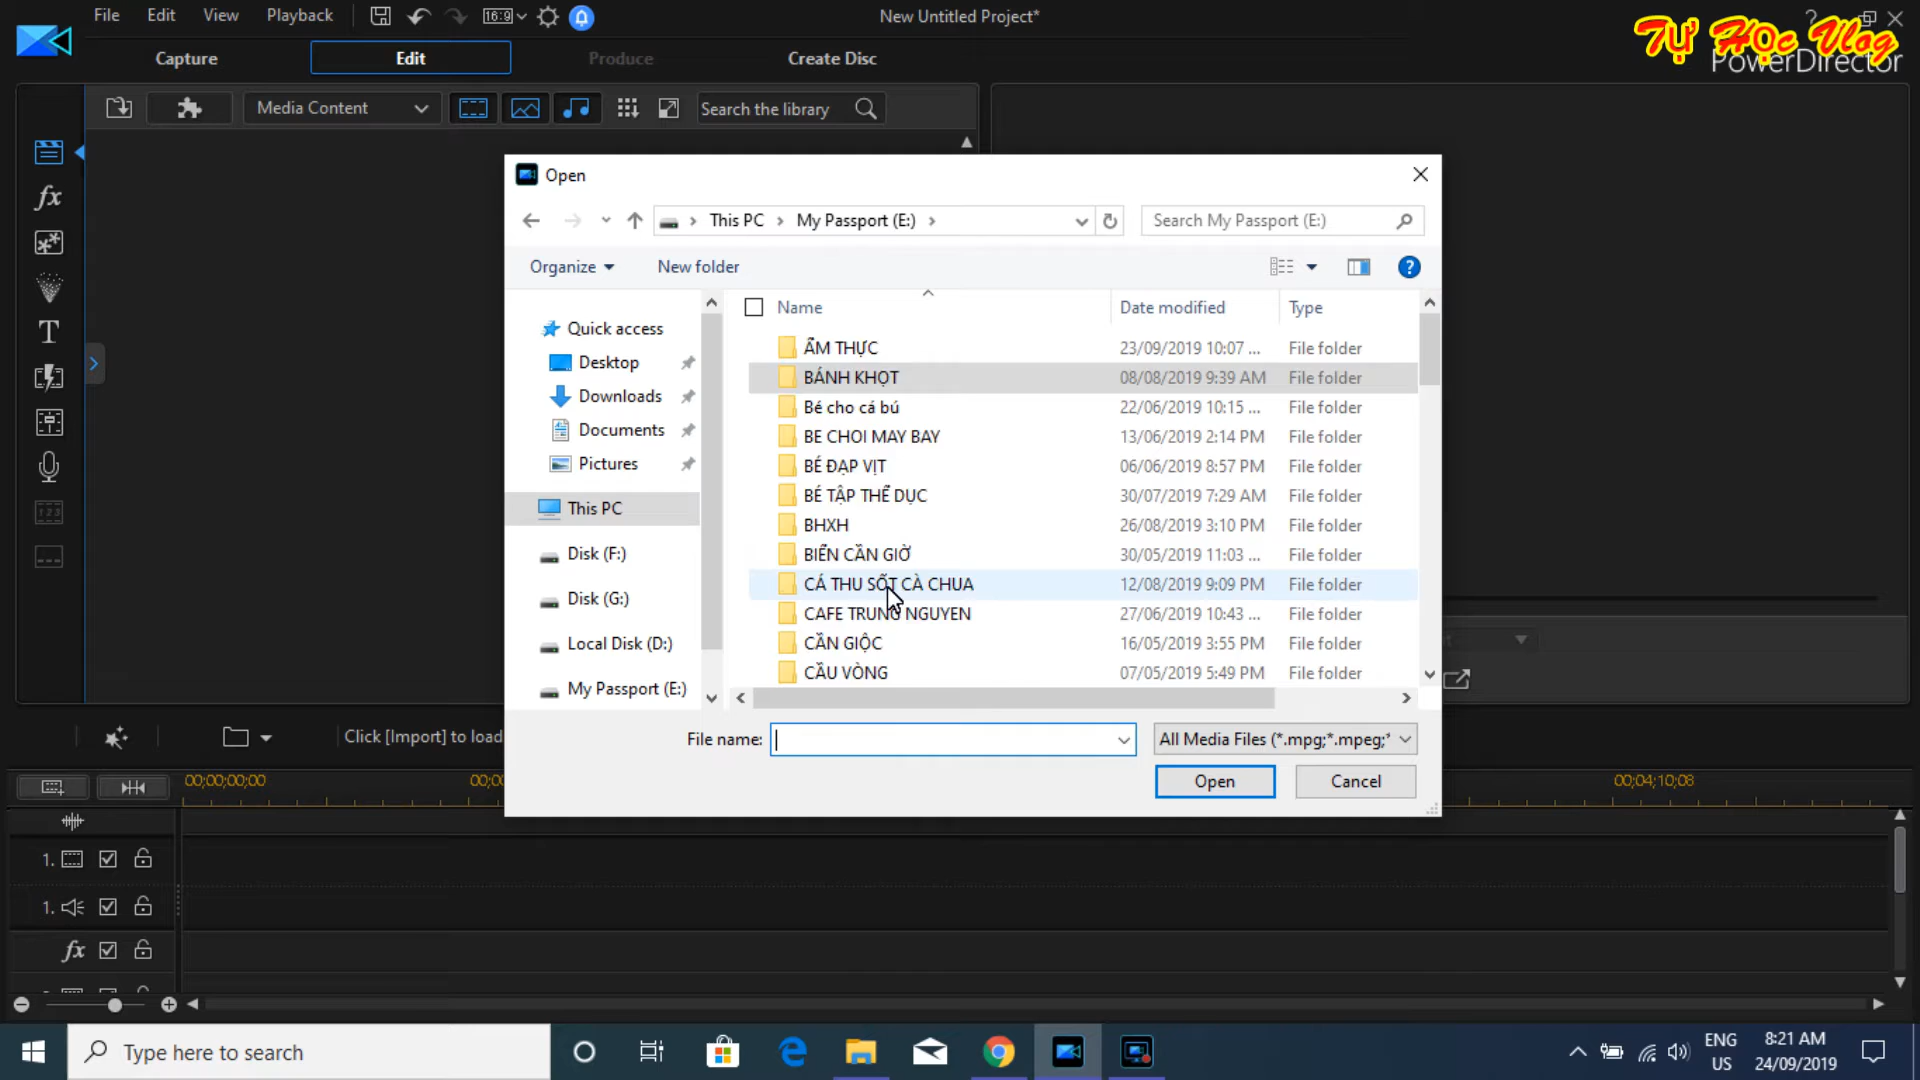 File Edit View Playback 16:9 New Untitled Project* ?
Tự Học Vlog
PowerDirector
Capture Edit Produce Create Disc
Media Content Search the library
Open
This PC > My Passport (E:) > Search My Passport (E:)
Organize New folder
Name Date modified Type
Quick access
Desktop
Downloads
Documents
Pictures
This PC
Disk (F:)
Disk (G:)
Local Disk (D:)
My Passport (E:)
ẨM THỰC 23/09/2019 10:07 ... File folder
BÁNH KHỌT 08/08/2019 9:39 AM File folder
Bé cho cá bú 22/06/2019 10:15 ... File folder
BE CHOI MAY BAY 13/06/2019 2:14 PM File folder
BÉ ĐẠP VỊT 06/06/2019 8:57 PM File folder
BÉ TẬP THỂ DỤC 30/07/2019 7:29 AM File folder
BHXH 26/08/2019 3:10 PM File folder
BIỂN CẦN GIỜ 30/05/2019 11:03 ... File folder
CÁ THU SỐT CÀ CHUA 12/08/2019 9:09 PM File folder
CAFE TRUNG NGUYEN 27/06/2019 10:43 ... File folder
CẦN GIỘC 16/05/2019 3:55 PM File folder
CẦU VÒNG 07/05/2019 5:49 PM File folder
File name: All Media Files (*.mpg;*.mpeg;*
Open Cancel
Click [Import] to load
00;00;00;00 00;00 00;04;10;08
1.
1.
fx
Type here to search
ENG
US
8:21 AM
24/09/2019